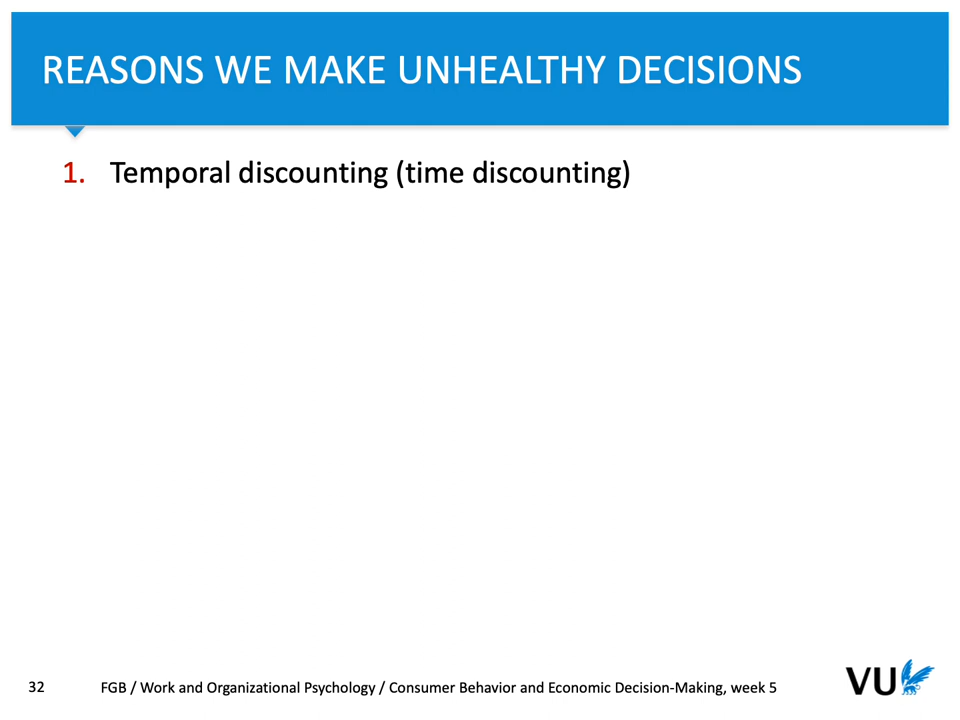 REASONS WE MAKE UNHEALTHY DECISIONS
1. Temporal discounting (time discounting)
32 FGB / Work and Organizational Psychology / Consumer Behavior and Economic Decision-Making, week 5
VU